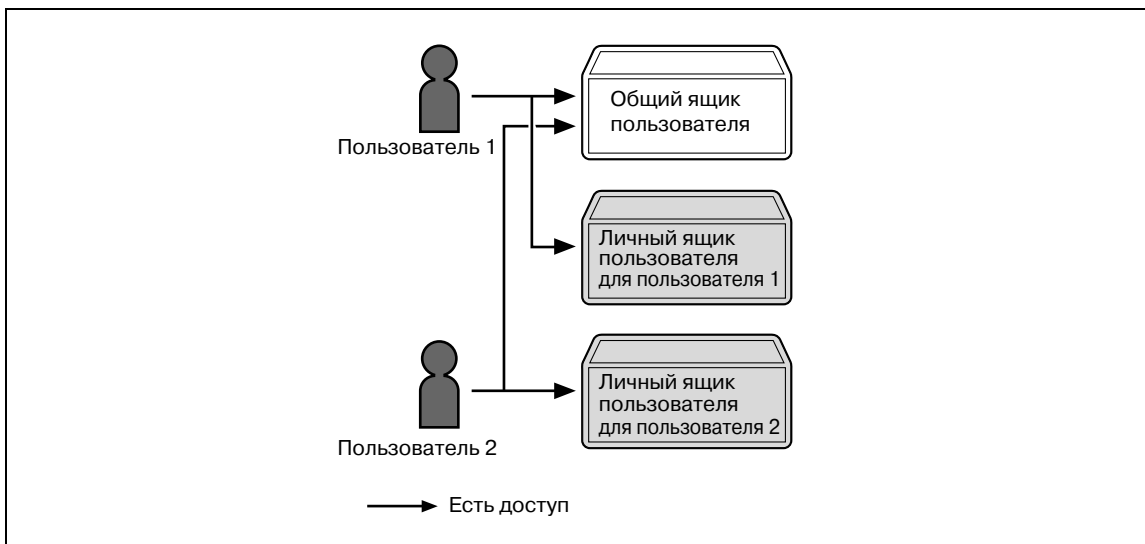 Общий ящик
пользователя
Пользователь 1
Личный ящик
пользователя
для пользователя 1
Личный ящик
пользователя
для пользователя 2
Пользователь 2
Есть доступ